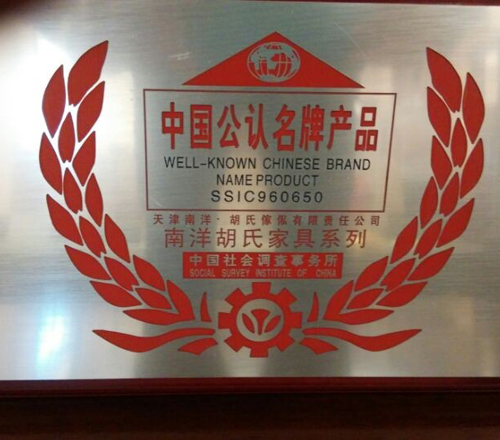 中国公认名牌产品
WELL-KNOWN CHINESE BRAND
NAME PRODUCT
SSIC960650
天津南洋·胡氏傢俬有限责任公司
南洋胡氏家具系列
中国社会调查事务所
SOCIAL SURVEY INSTITUTE OF CHINA